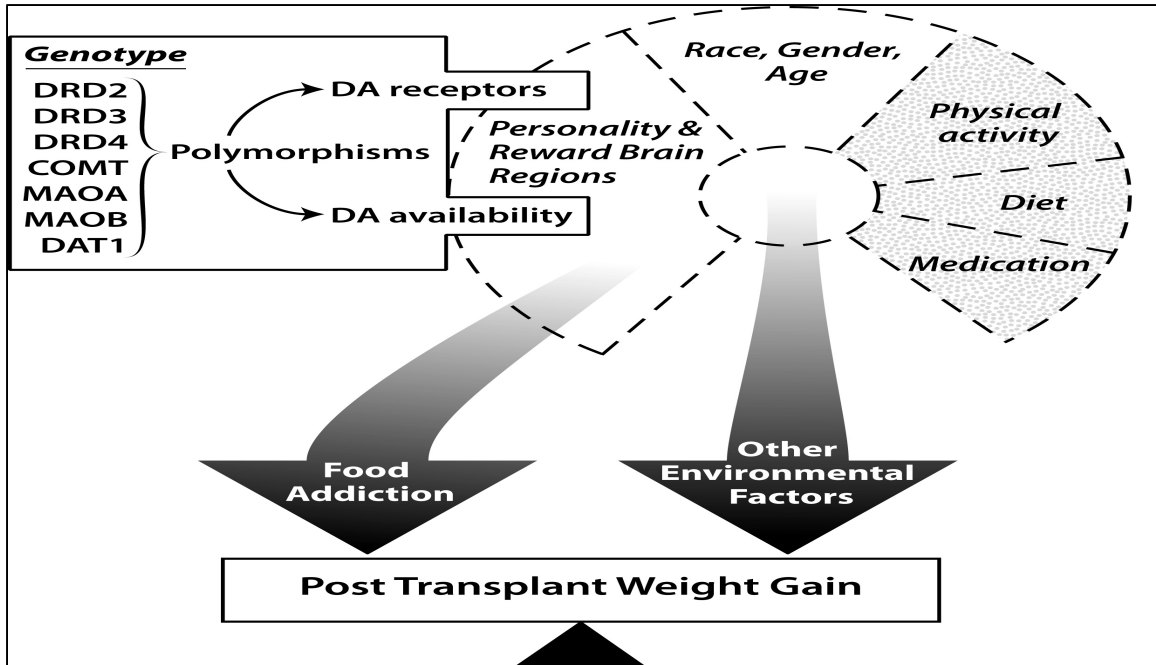 Genotype
DRD2
DRD3
DRD4
COMT
MAOA
MAOB
DAT1
Polymorphisms
DA receptors
DA availability
Personality &
Reward Brain
Regions
Race, Gender,
Age
Physical
activity
Diet
Medication
Food
Addiction
Other
Environmental
Factors
Post Transplant Weight Gain